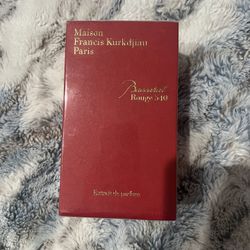 Maison
Francis Kurkdjian
Paris
Baccarat
Rouge 540
Extrait de parfum